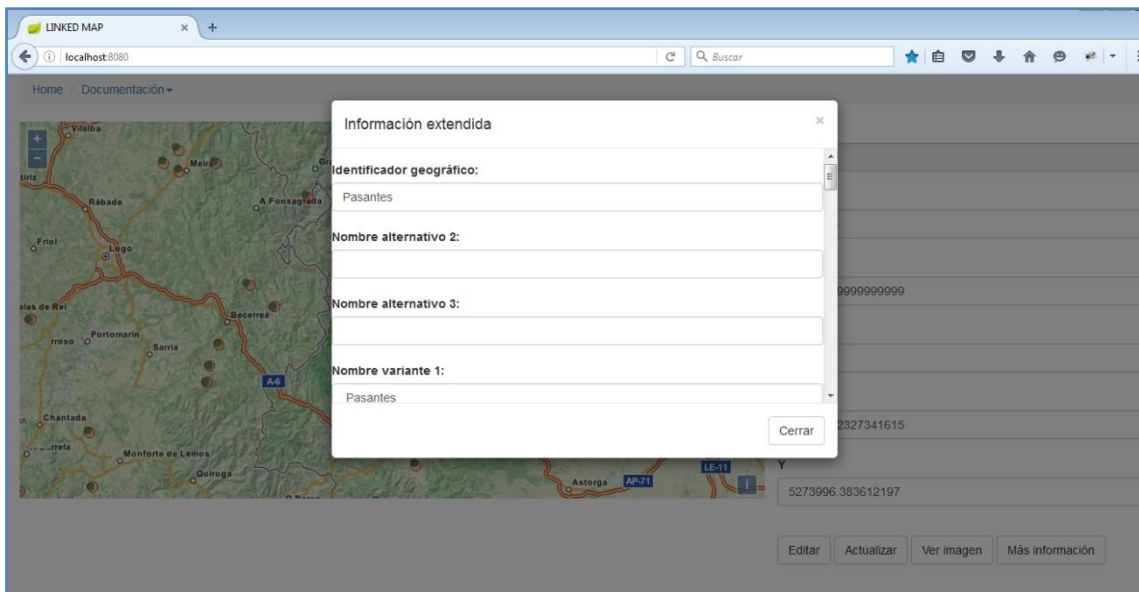 LINKED MAP
localhost:8080
Buscar
Home / Documentación
Información extendida
Identificador geográfico:
Pasantes
Nombre alternativo 2:
Nombre alternativo 3:
Nombre variante 1:
Pasantes
Cerrar
9999999999
2327341615
Y
5273996.383612197
Editar
Actualizar
Ver imagen
Más información
+
-
Vilalba
Meira
Rábade
A Fonsagrada
Friol
Lugo
Becerreá
Portomarín
Sarria
A-6
Chantada
Monforte de Lemos
Quiroga
Astorga
AP-71
LE-11
i